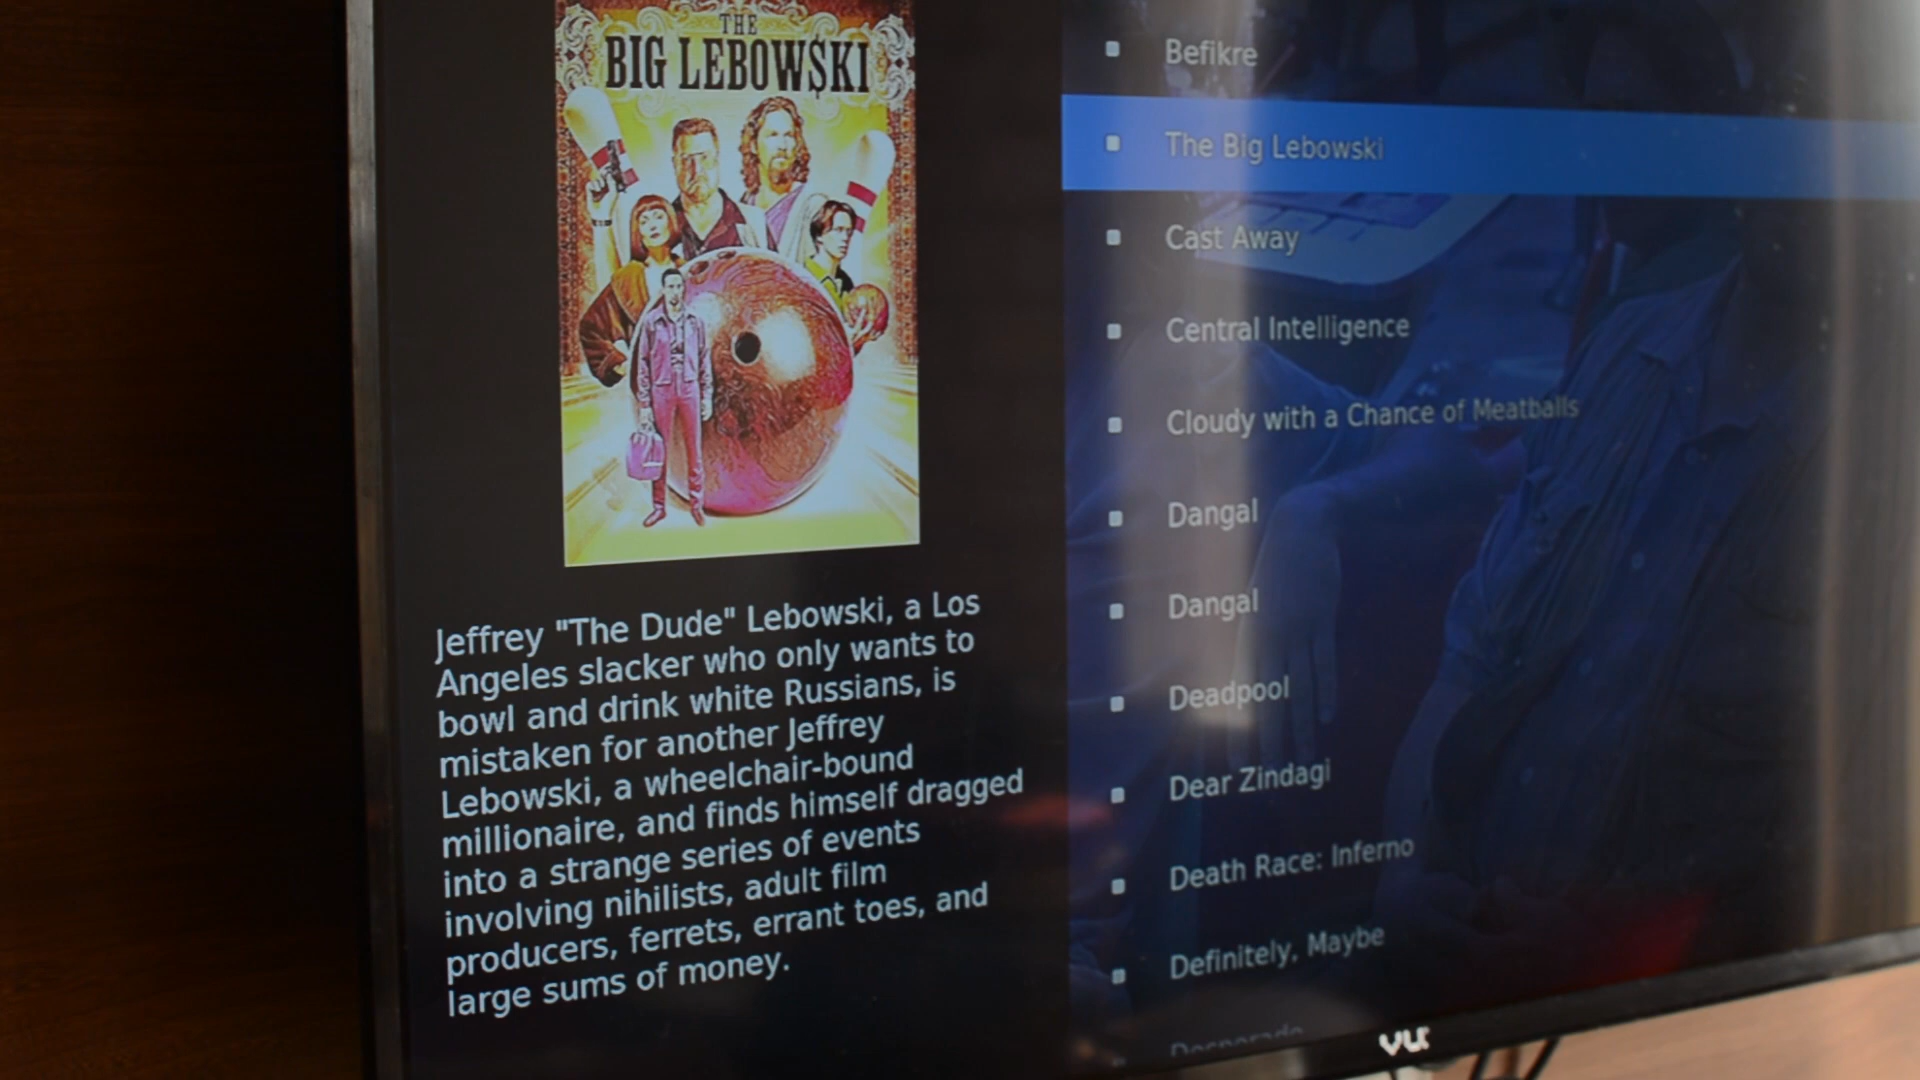 THE
BIG LEBOW$KI
Jeffrey "The Dude" Lebowski, a Los
Angeles slacker who only wants to
bowl and drink white Russians, is
mistaken for another Jeffrey
Lebowski, a wheelchair-bound
millionaire, and finds himself dragged
into a strange series of events
involving nihilists, adult film
producers, ferrets, errant toes, and
large sums of money.
Befikre
The Big Lebowski
Cast Away
Central Intelligence
Cloudy with a Chance of Meatballs
Dangal
Dangal
Deadpool
Dear Zindagi
Death Race: Inferno
Definitely, Maybe
Desperado
vu